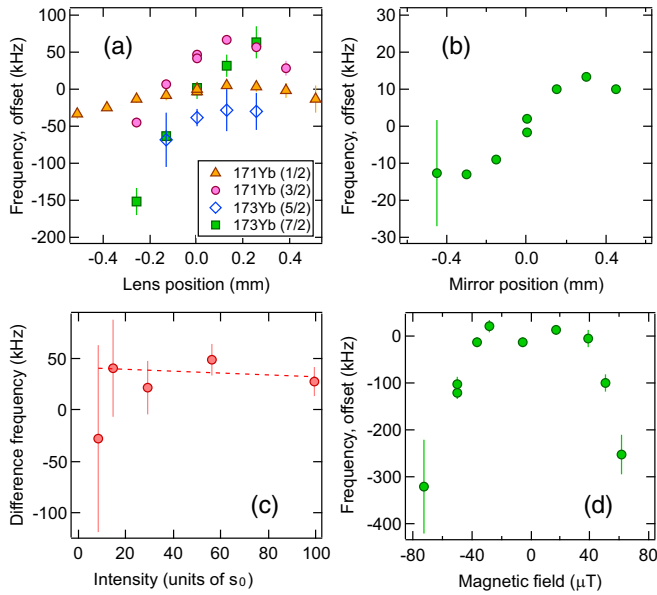 (a)
Frequency, offset (kHz)
100
50
0
-50
-100
-150
-200
171Yb (1/2)
171Yb (3/2)
173Yb (5/2)
173Yb (7/2)
-0.4
-0.2
0.0
0.2
0.4
Lens position (mm)
(b)
Frequency, offset (kHz)
30
20
10
0
-10
-20
-30
-0.4
-0.2
0.0
0.2
0.4
Mirror position (mm)
(c)
Difference frequency (kHz)
50
0
-50
-100
0
20
40
60
80
100
Intensity (units of s0)
(d)
Frequency, offset (kHz)
0
-100
-200
-300
-400
-80
-40
0
40
80
Magnetic field (μT)